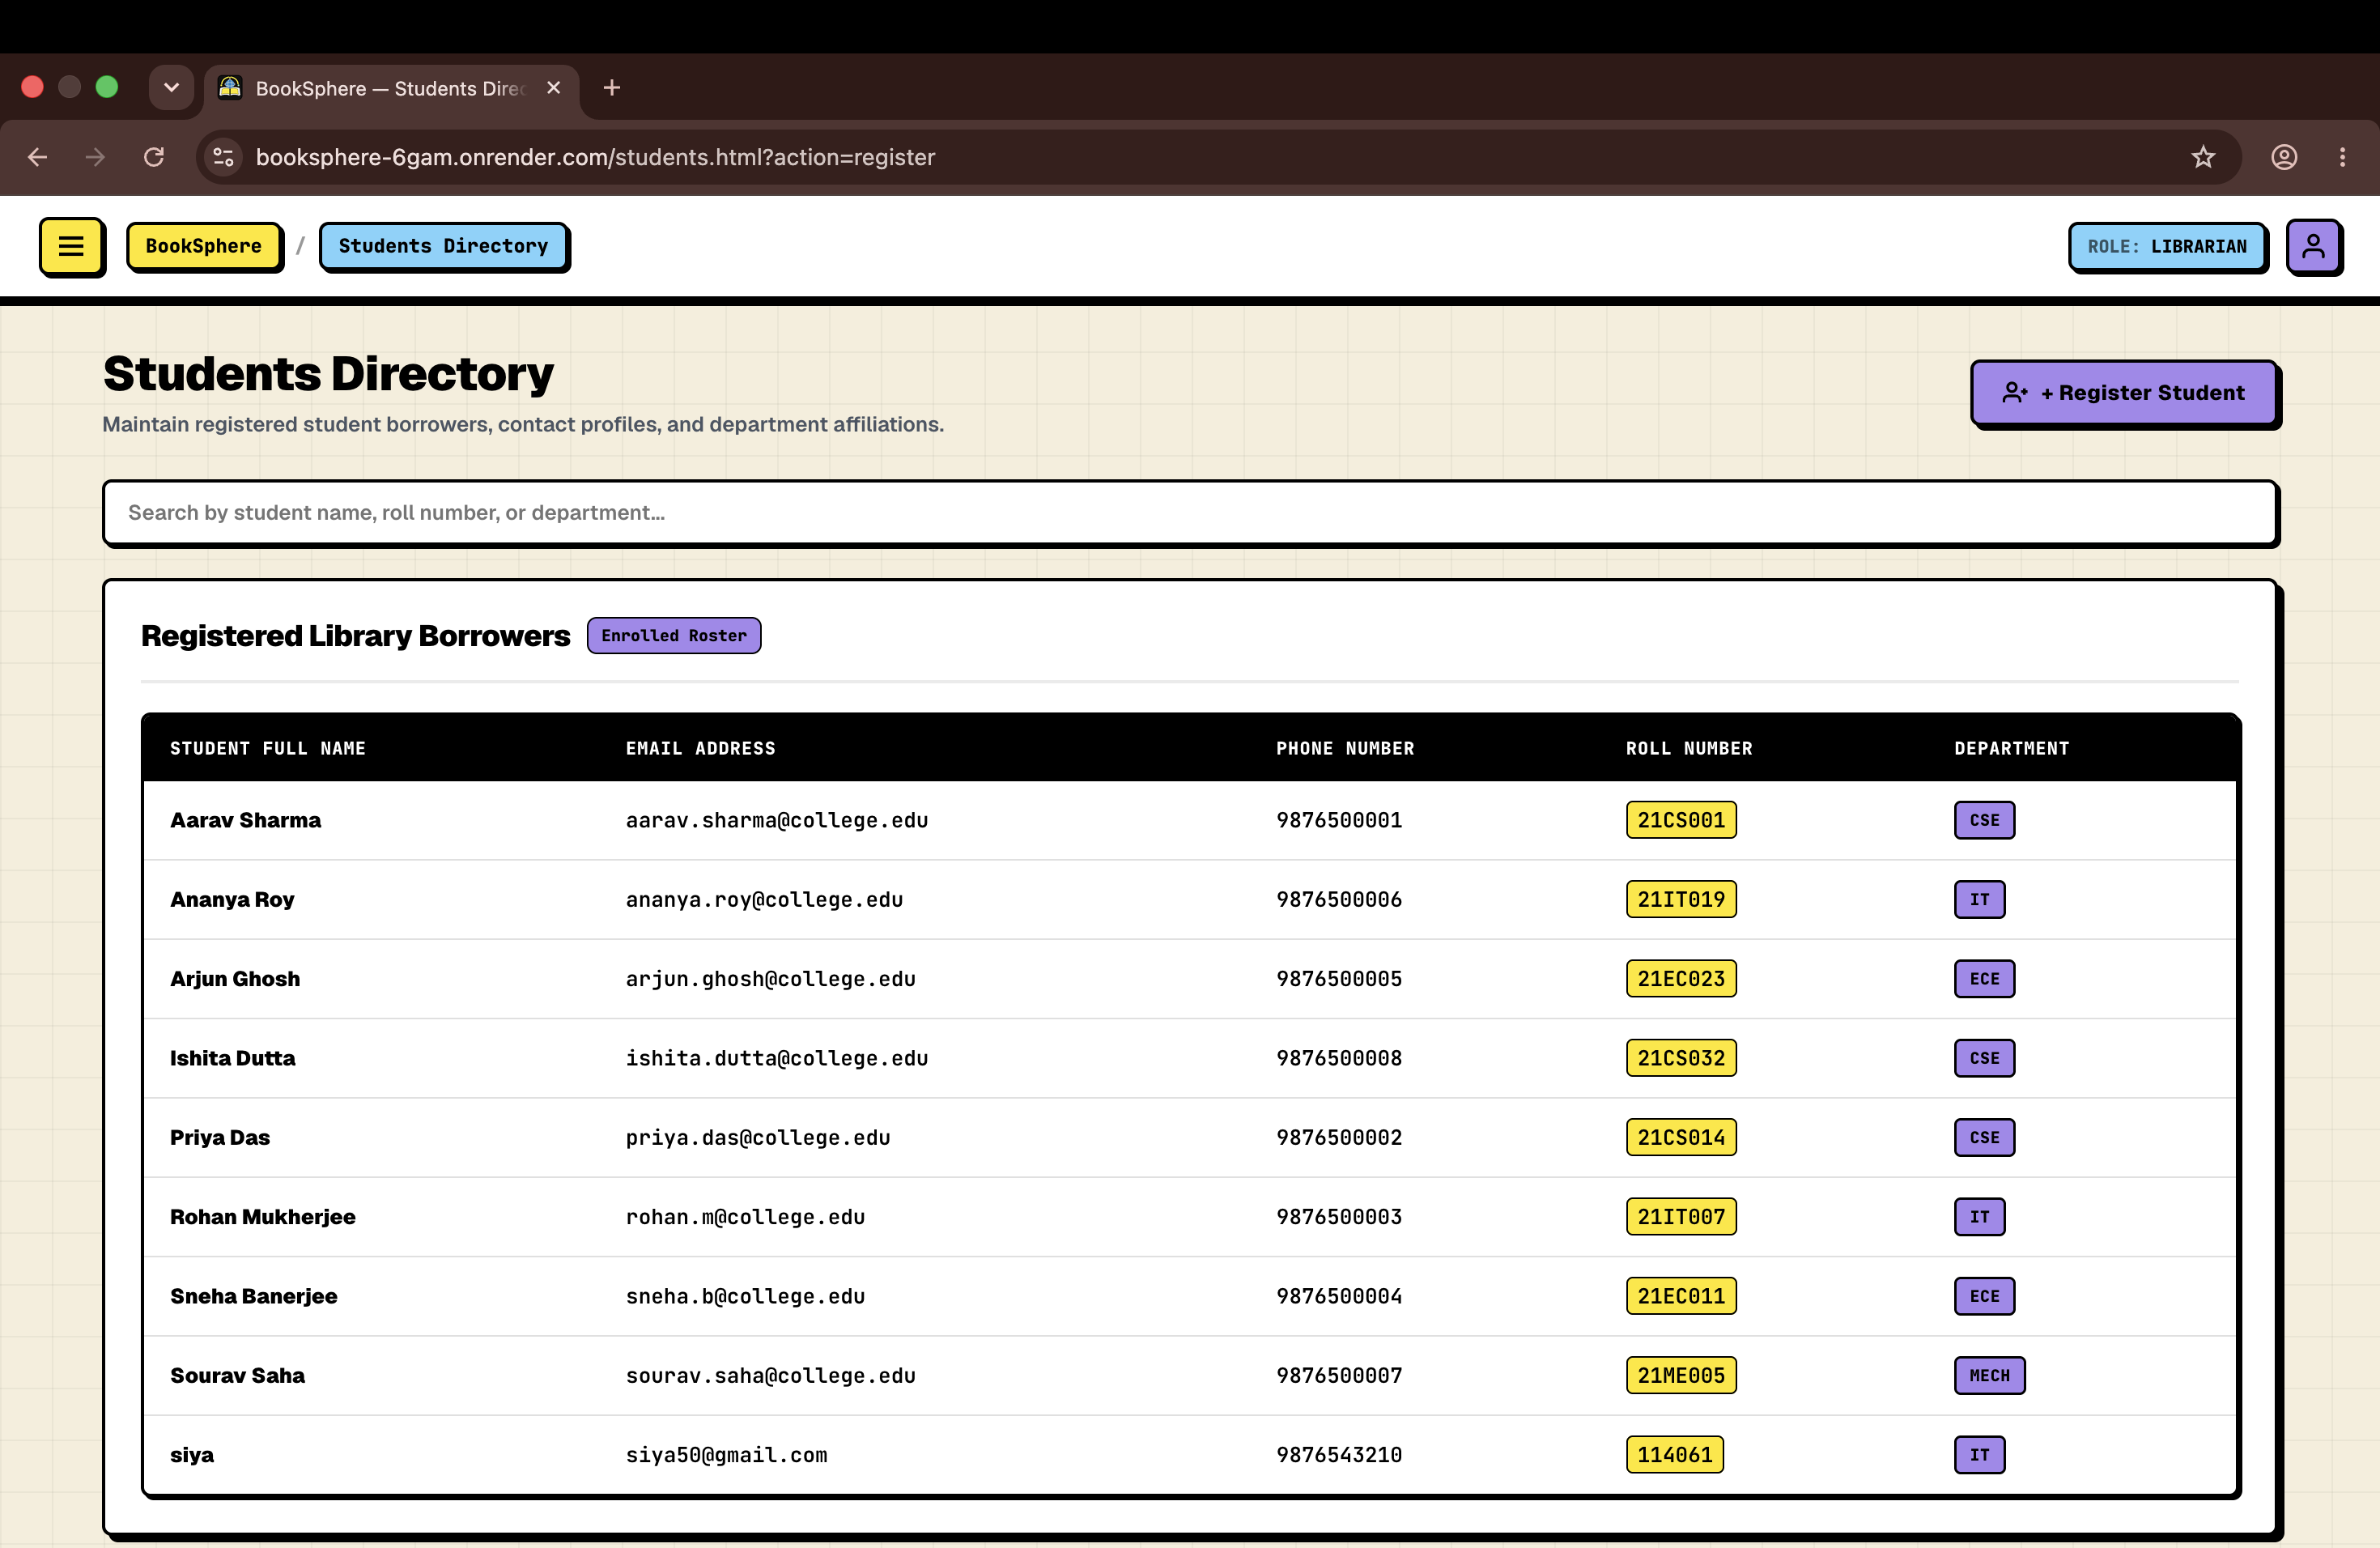 BookSphere — Students Direc
booksphere-6gam.onrender.com/students.html?action=register
BookSphere / Students Directory ROLE: LIBRARIAN
Students Directory
+ Register Student
Maintain registered student borrowers, contact profiles, and department affiliations.
Search by student name, roll number, or department...
Registered Library Borrowers Enrolled Roster
STUDENT FULL NAME EMAIL ADDRESS PHONE NUMBER ROLL NUMBER DEPARTMENT
Aarav Sharma aarav.sharma@college.edu 9876500001 21CS001 CSE
Ananya Roy ananya.roy@college.edu 9876500006 21IT019 IT
Arjun Ghosh arjun.ghosh@college.edu 9876500005 21EC023 ECE
Ishita Dutta ishita.dutta@college.edu 9876500008 21CS032 CSE
Priya Das priya.das@college.edu 9876500002 21CS014 CSE
Rohan Mukherjee rohan.m@college.edu 9876500003 21IT007 IT
Sneha Banerjee sneha.b@college.edu 9876500004 21EC011 ECE
Sourav Saha sourav.saha@college.edu 9876500007 21ME005 MECH
siya siya50@gmail.com 9876543210 114061 IT